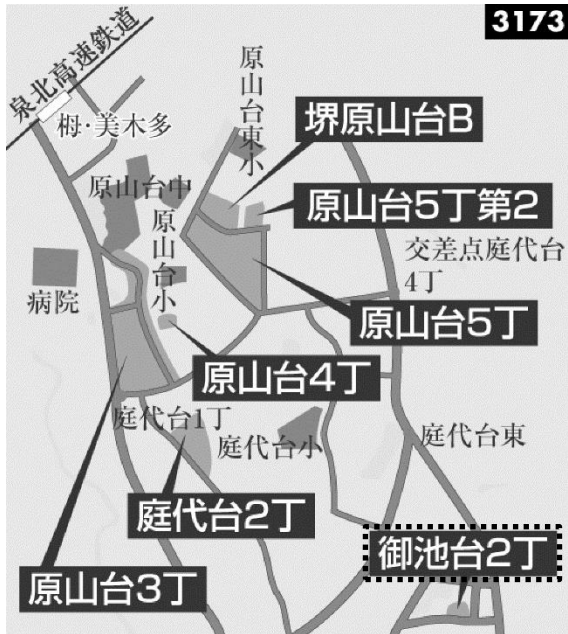 3173
泉北高速鉄道
栂・美木多
原山台東小
堺原山台B
原山台中
原山台小
原山台5丁第2
交差点庭代台
4丁
病院
原山台5丁
原山台4丁
庭代台1丁
庭代台小
庭代台東
庭代台2丁
御池台2丁
原山台3丁